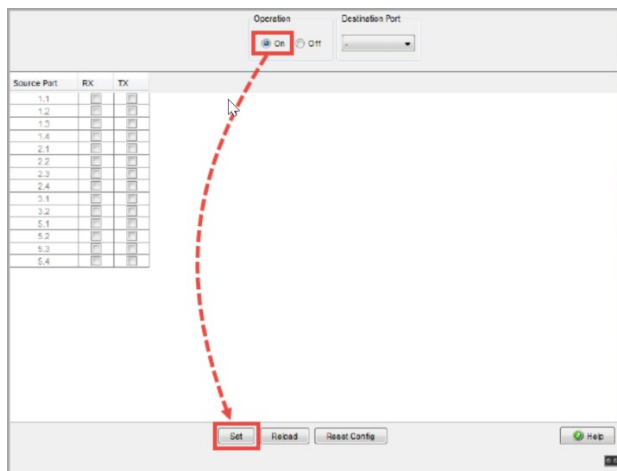 Operation
Destination Port
On
Off
-
Source Port RX TX
1.1
1.2
1.3
1.4
2.1
2.2
2.3
2.4
3.1
3.2
5.1
5.2
5.3
5.4
Set
Reload
Reset Config
Help